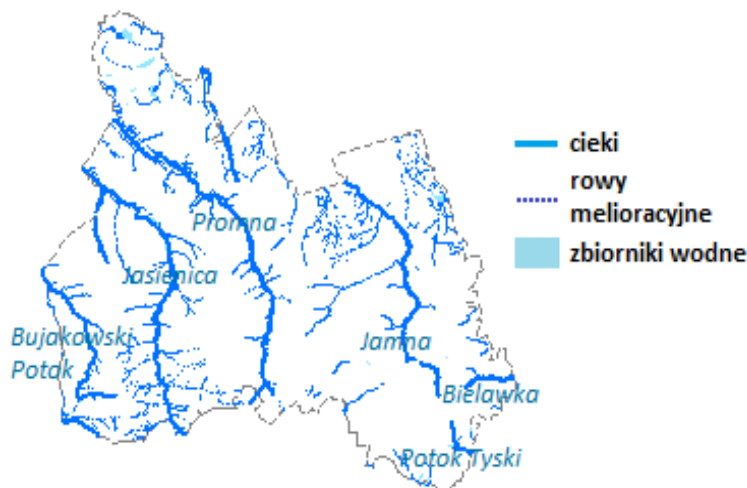 cieki
rowy
melioracyjne
zbiorniki wodne
Promna
Jasienica
Bujakowski
Potok
Jamna
Bielawka
Potok Tyski